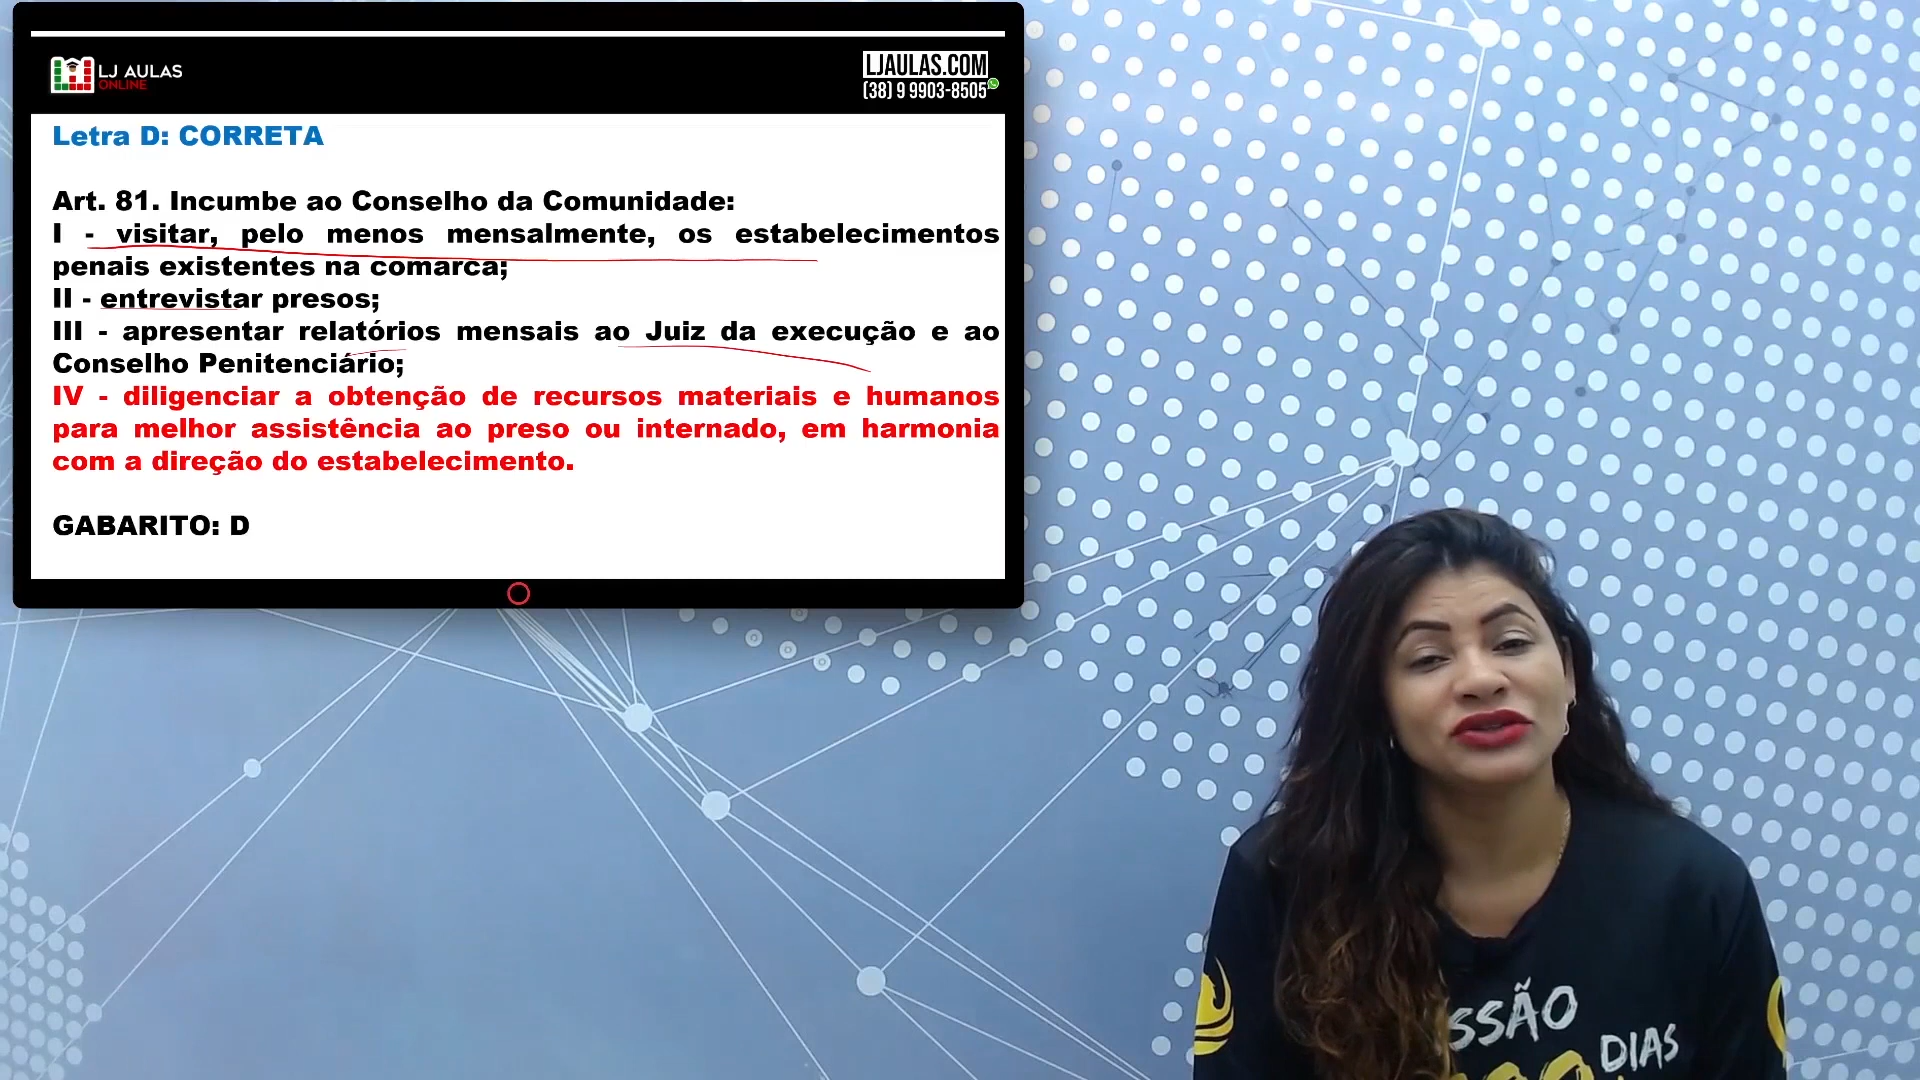 LJ AULAS
ONLINE
LJAULAS.COM
(38) 9 9903-8505
Letra D: CORRETA
Art. 81. Incumbe ao Conselho da Comunidade:
I - visitar, pelo menos mensalmente, os estabelecimentos
penais existentes na comarca;
II - entrevistar presos;
III - apresentar relatórios mensais ao Juiz da execução e ao
Conselho Penitenciário;
IV - diligenciar a obtenção de recursos materiais e humanos
para melhor assistência ao preso ou internado, em harmonia
com a direção do estabelecimento.
GABARITO: D
DIAS